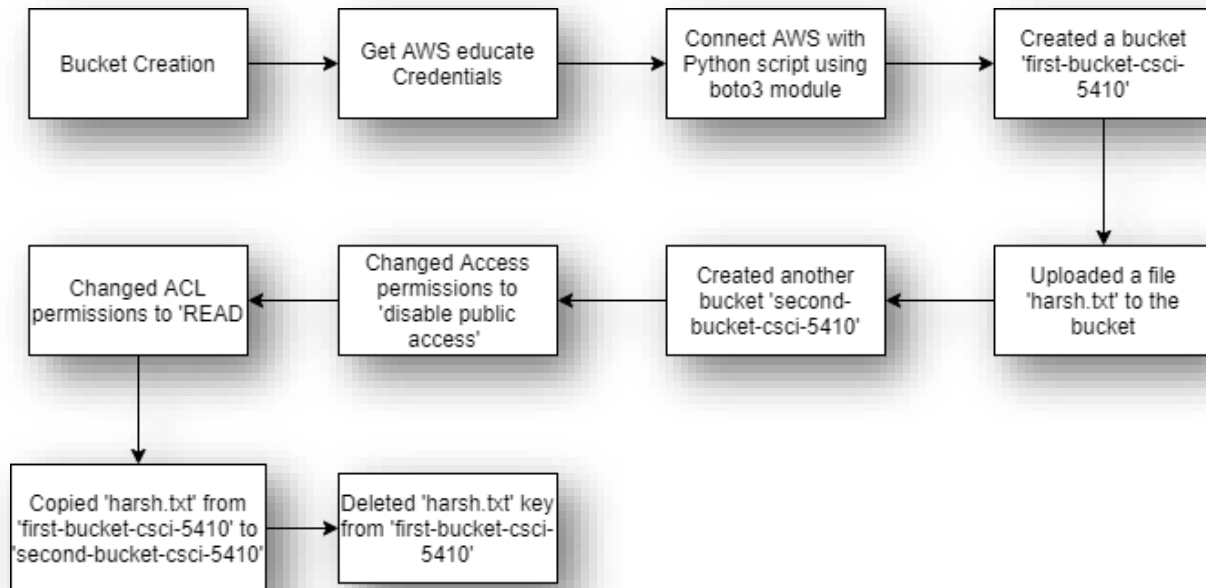 Bucket Creation
Get AWS educate
Credentials
Connect AWS with
Python script using
boto3 module
Created a bucket
'first-bucket-csci-
5410'
Uploaded a file
'harsh.txt' to the
bucket
Created another
bucket 'second-
bucket-csci-5410'
Changed Access
permissions to
'disable public
access'
Changed ACL
permissions to 'READ
Copied 'harsh.txt' from
'first-bucket-csci-5410' to
'second-bucket-csci-5410'
Deleted 'harsh.txt' key
from 'first-bucket-csci-
5410'